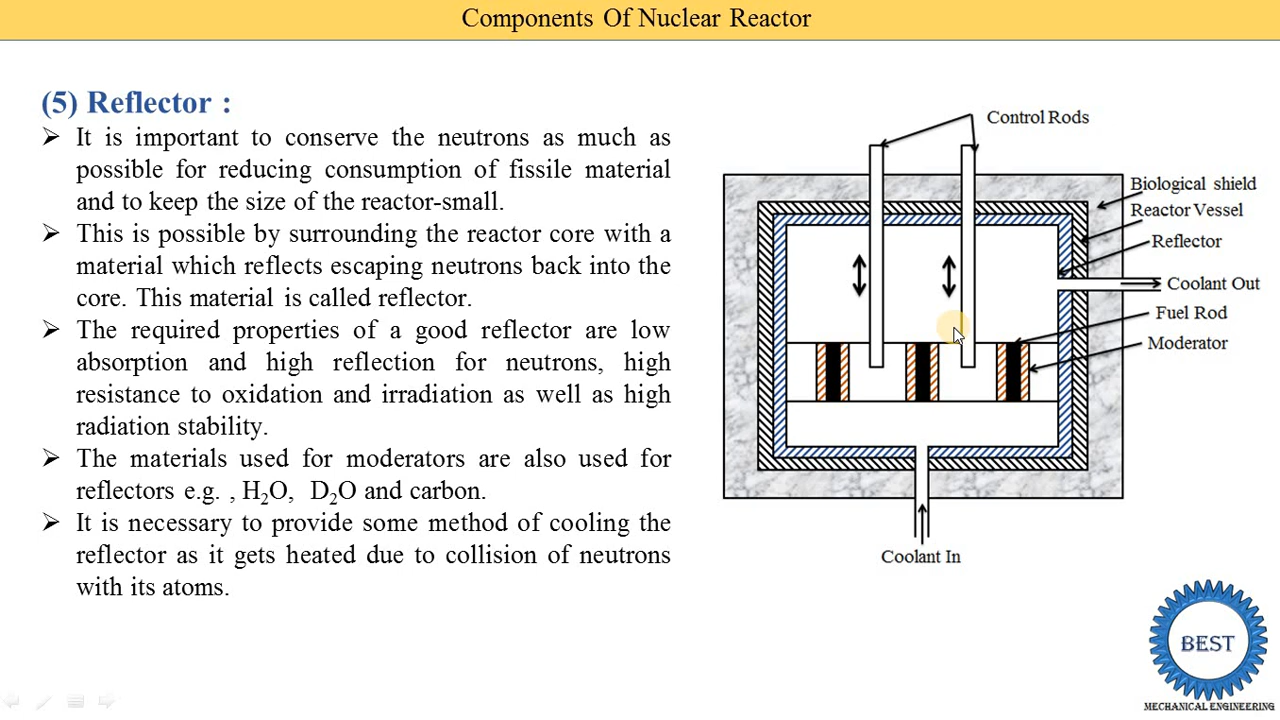 Components Of Nuclear Reactor
(5) Reflector :
➢ It is important to conserve the neutrons as much as
possible for reducing consumption of fissile material
and to keep the size of the reactor-small.
➢ This is possible by surrounding the reactor core with a
material which reflects escaping neutrons back into the
core. This material is called reflector.
➢ The required properties of a good reflector are low
absorption and high reflection for neutrons, high
resistance to oxidation and irradiation as well as high
radiation stability.
➢ The materials used for moderators are also used for
reflectors e.g. , H₂O, D₂O and carbon.
➢ It is necessary to provide some method of cooling the
reflector as it gets heated due to collision of neutrons
with its atoms.
Control Rods
Biological shield
Reactor Vessel
Reflector
Coolant Out
Fuel Rod
Moderator
Coolant In
BEST
MECHANICAL ENGINEERING